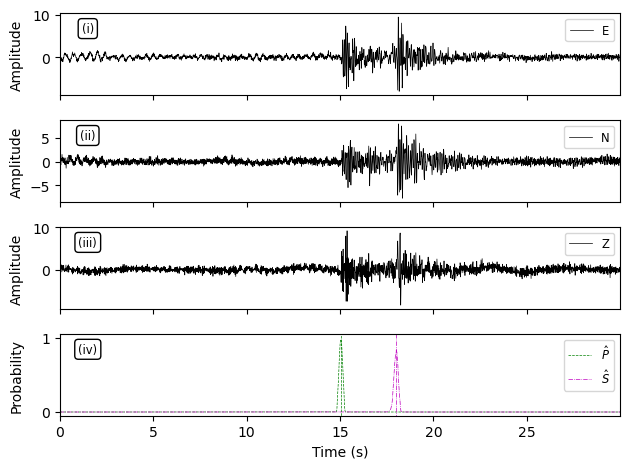 (i)
E
10
0
Amplitude
(ii)
N
5
0
−5
Amplitude
(iii)
Z
10
0
Amplitude
(iv)
P̂
Ŝ
1
0
Probability
0 5 10 15 20 25
Time (s)